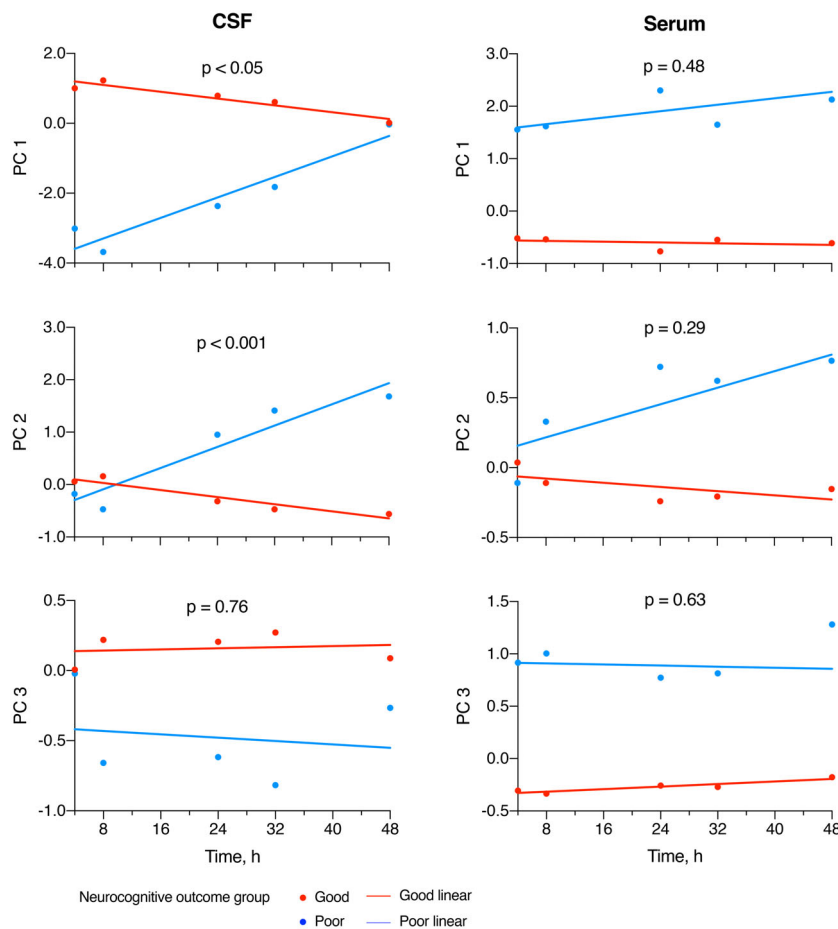 CSF
Serum
2.0
0.0
-2.0
-4.0
PC 1
p < 0.05
3.0
2.0
1.0
0.0
-1.0
PC 1
p = 0.48
3.0
2.0
1.0
0.0
-1.0
PC 2
p < 0.001
1.0
0.5
0.0
-0.5
PC 2
p = 0.29
0.5
0.0
-0.5
-1.0
PC 3
p = 0.76
8 16 24 32 40 48
Time, h
1.5
1.0
0.5
0.0
-0.5
PC 3
p = 0.63
8 16 24 32 40 48
Time, h
Neurocognitive outcome group
Good
Good linear
Poor
Poor linear